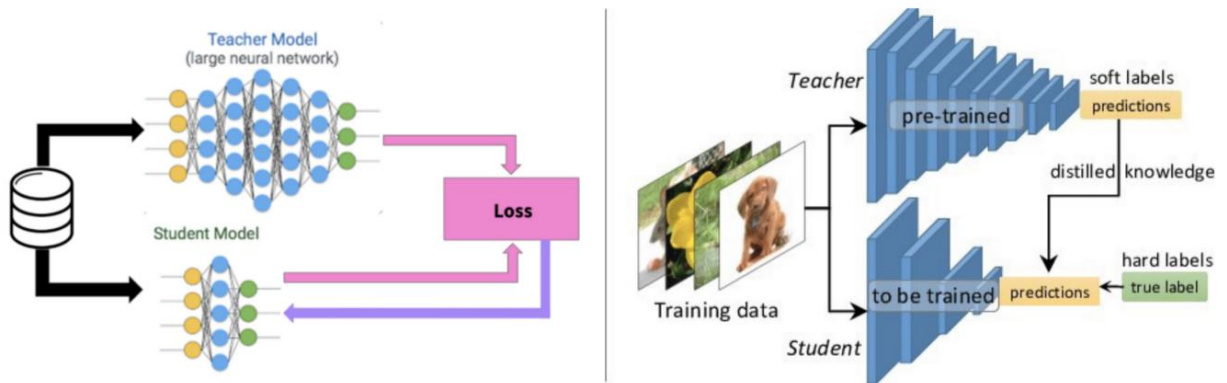 Teacher Model
(large neural network)
Loss
Student Model
Teacher
pre-trained
soft labels
predictions
distilled knowledge
Training data
to be trained
predictions
hard labels
true label
Student